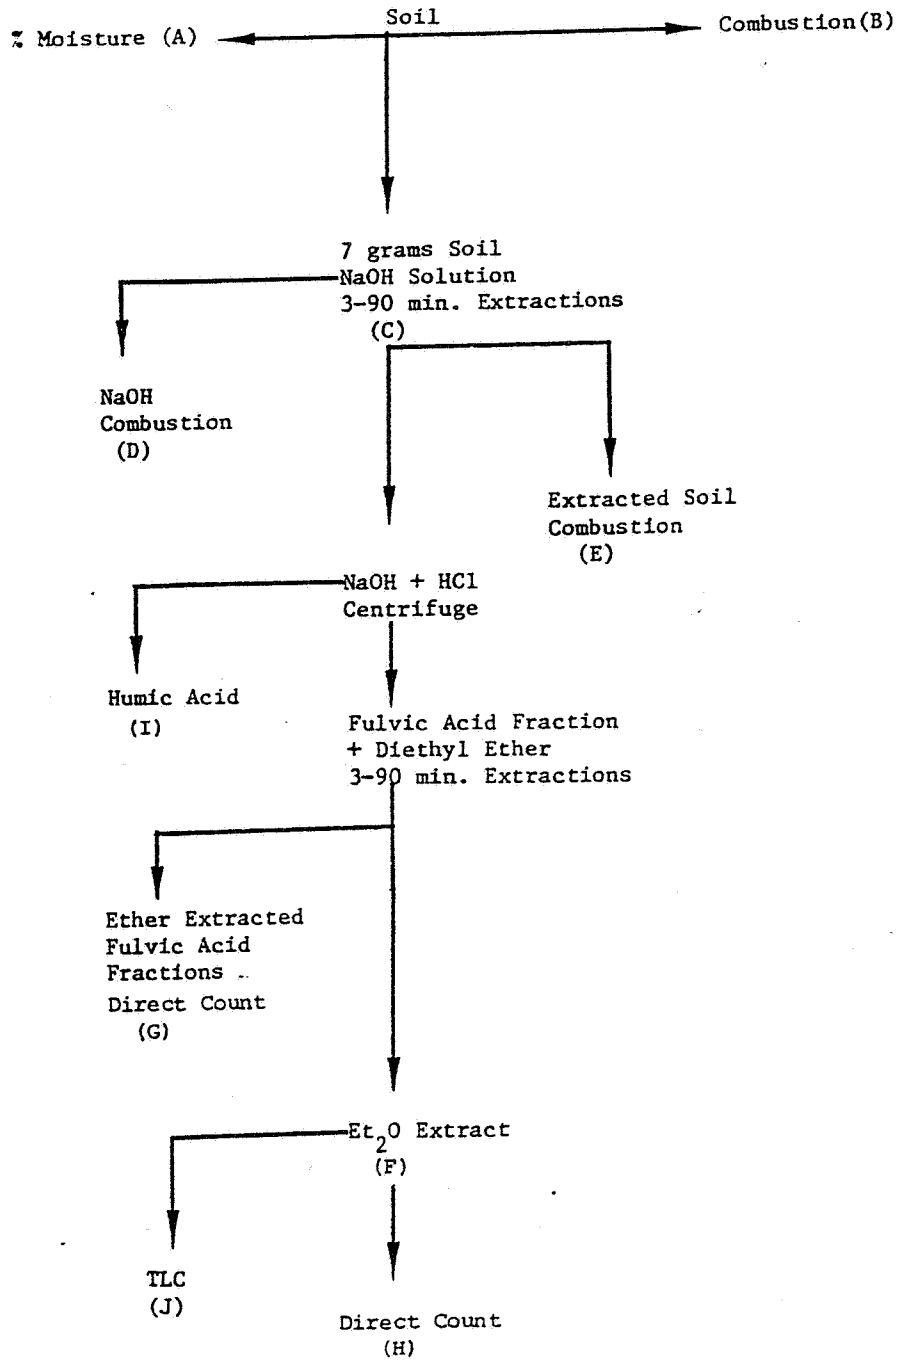 Soil
% Moisture (A)
Combustion(B)
7 grams Soil
NaOH Solution
3-90 min. Extractions
(C)
NaOH
Combustion
(D)
Extracted Soil
Combustion
(E)
NaOH + HCl
Centrifuge
Humic Acid
(I)
Fulvic Acid Fraction
+ Diethyl Ether
3-90 min. Extractions
Ether Extracted
Fulvic Acid
Fractions
Direct Count
(G)
Et2O Extract
(F)
TLC
(J)
Direct Count
(H)